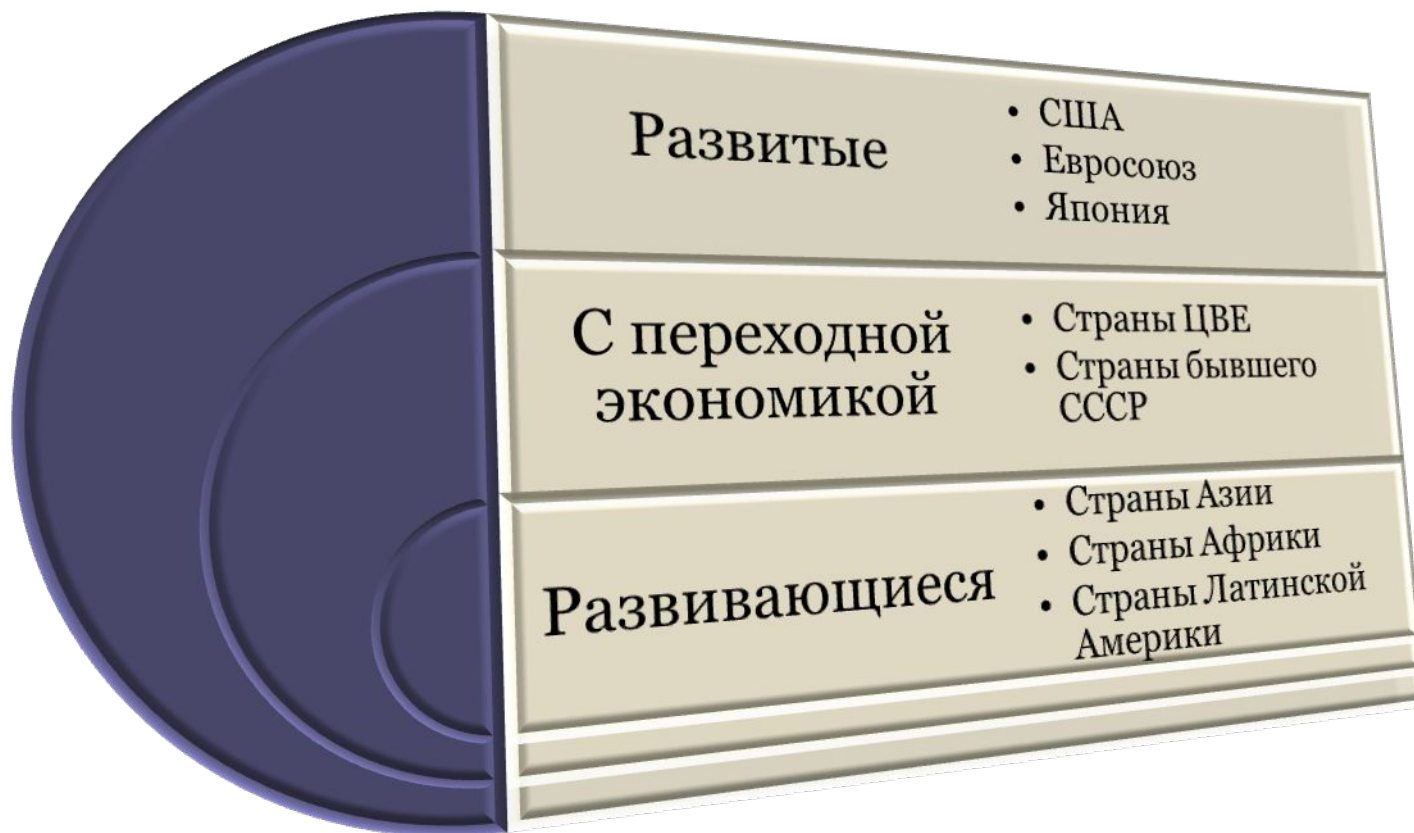 Развитые
• США
• Евросоюз
• Япония
С переходной
экономикой
• Страны ЦВЕ
• Страны бывшего
СССР
Развивающиеся
• Страны Азии
• Страны Африки
• Страны Латинской
Америки